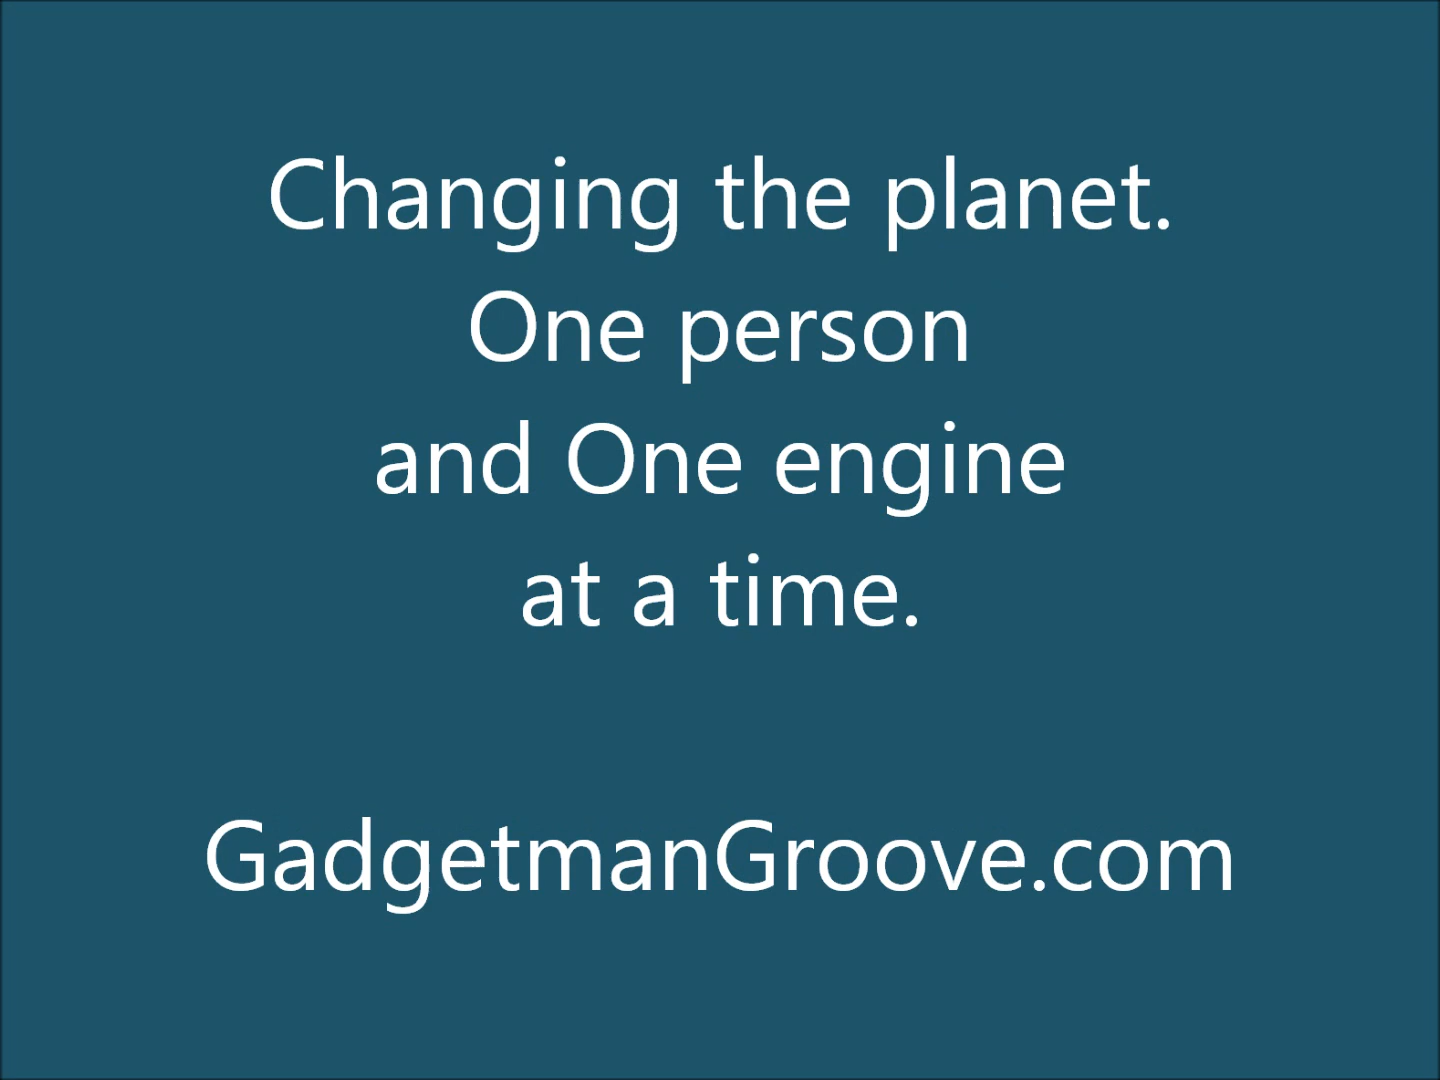 Changing the planet.
One person
and One engine
at a time.
GadgetmanGroove.com